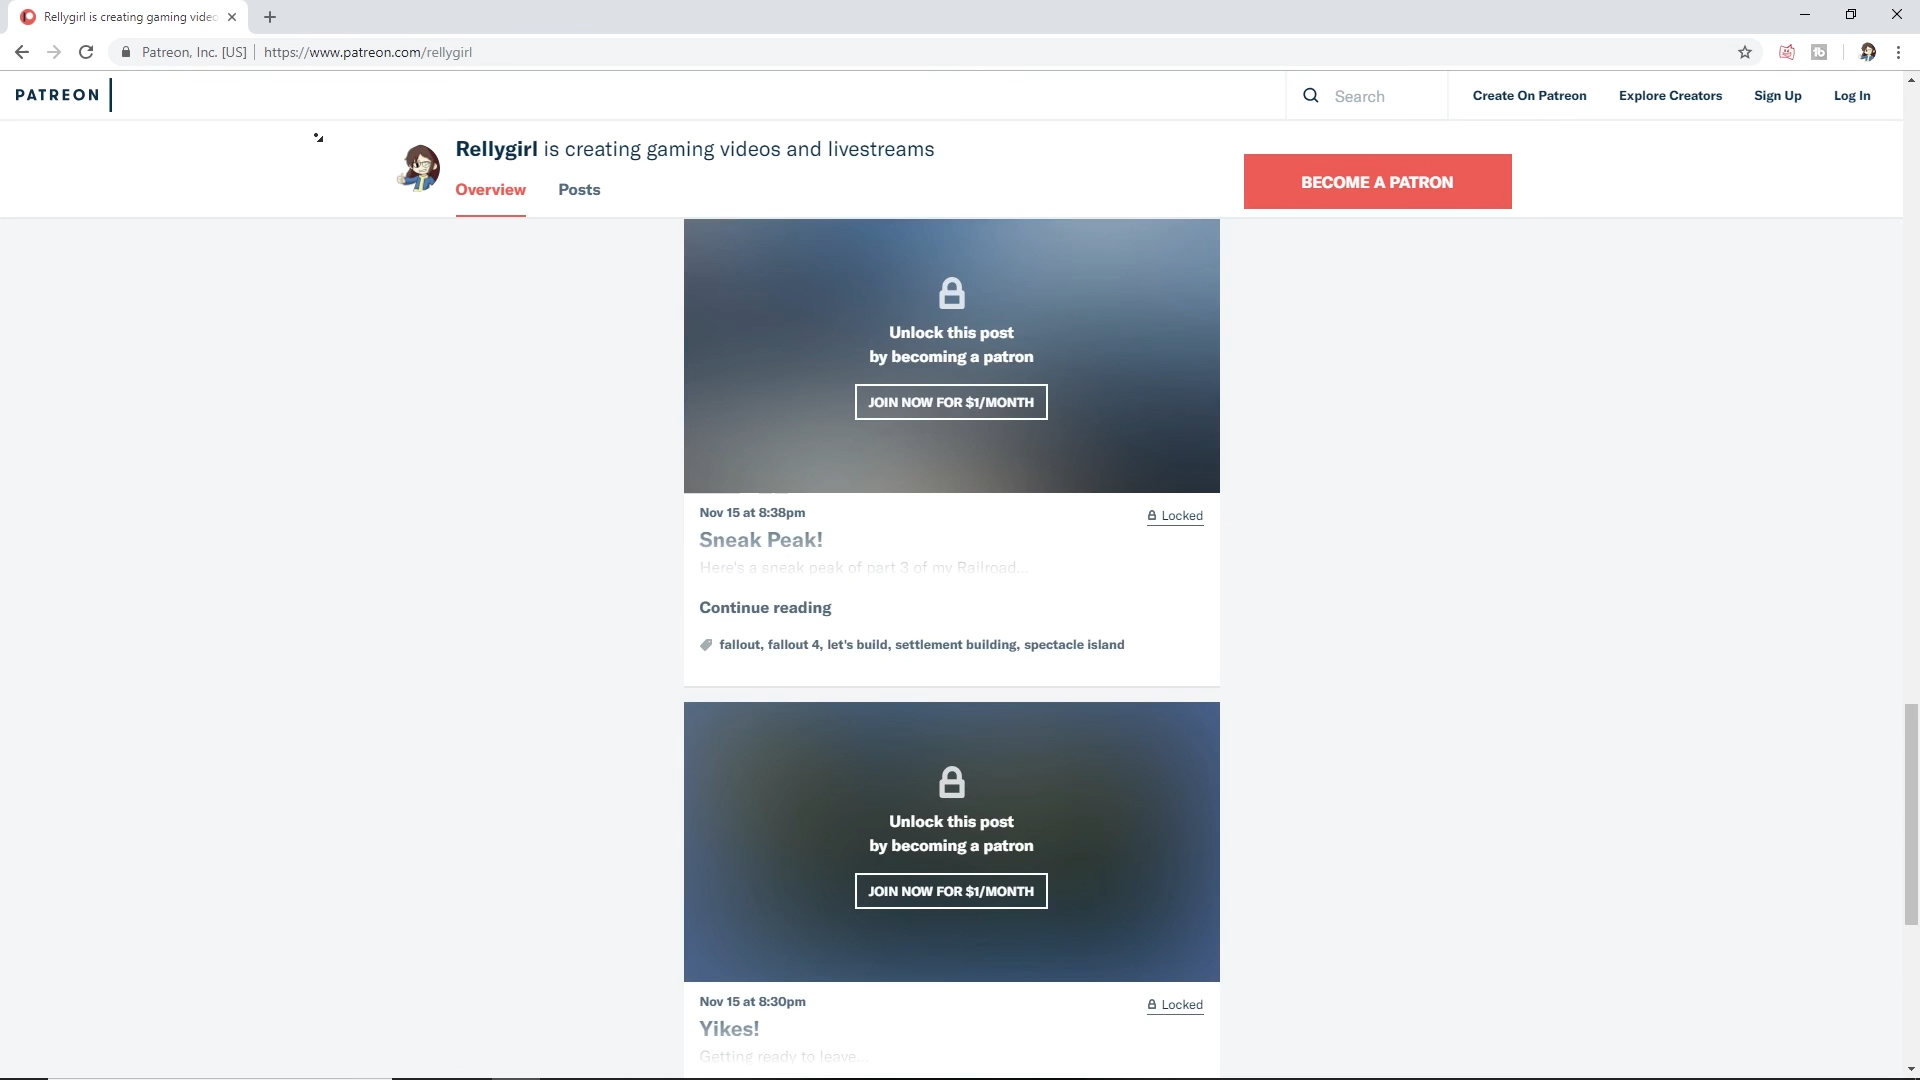 Rellygirl is creating gaming video
Patreon, Inc. [US] | https://www.patreon.com/rellygirl
PATREON
Search
Create On Patreon
Explore Creators
Sign Up
Log In
Rellygirl is creating gaming videos and livestreams
Overview
Posts
BECOME A PATRON
Unlock this post
by becoming a patron
JOIN NOW FOR $1/MONTH
Nov 15 at 8:38pm
Locked
Sneak Peak!
Here's a sneak peak of part 3 of my Railroad...
Continue reading
fallout, fallout 4, let's build, settlement building, spectacle island
Unlock this post
by becoming a patron
JOIN NOW FOR $1/MONTH
Nov 15 at 8:30pm
Locked
Yikes!
Getting ready to leave...